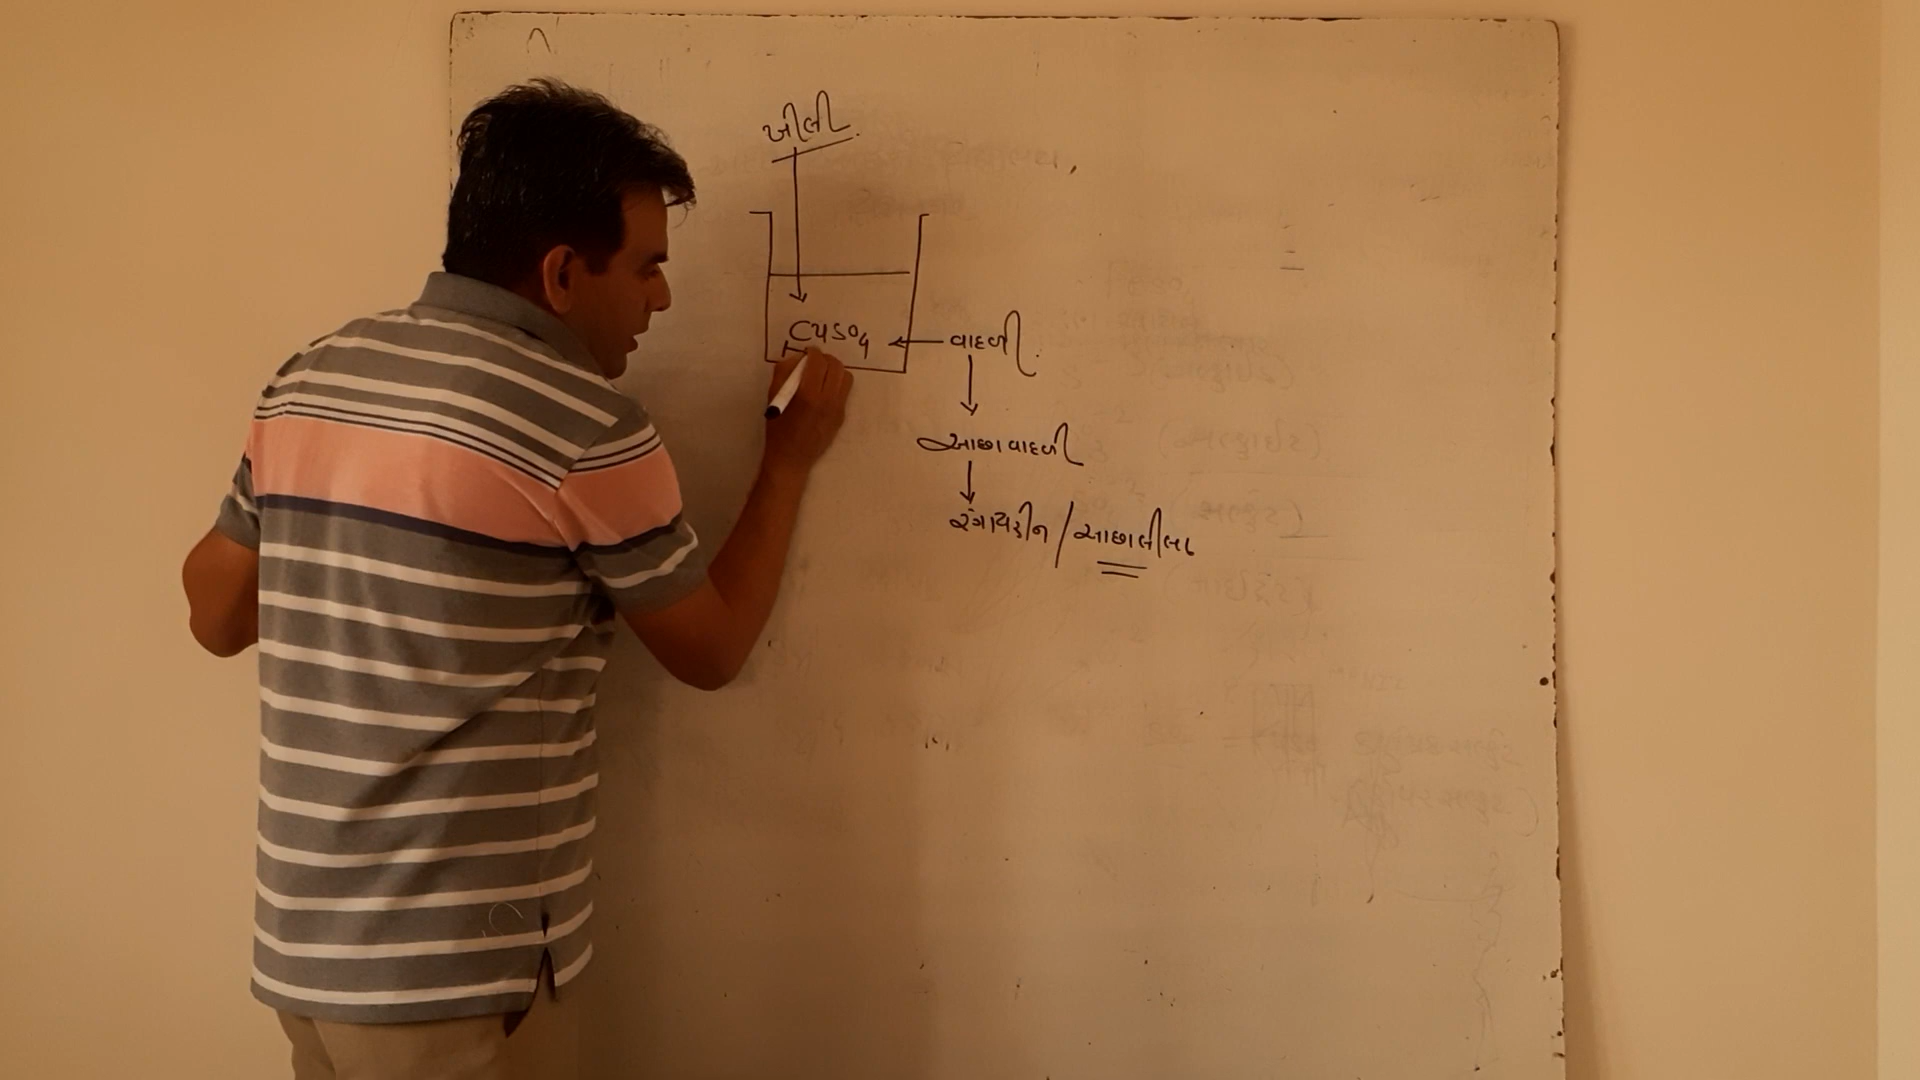 ખીલી.
CuSO4 ← વાદળી.
આછા વાદળી
રંગવિહીન / આછા લીલા